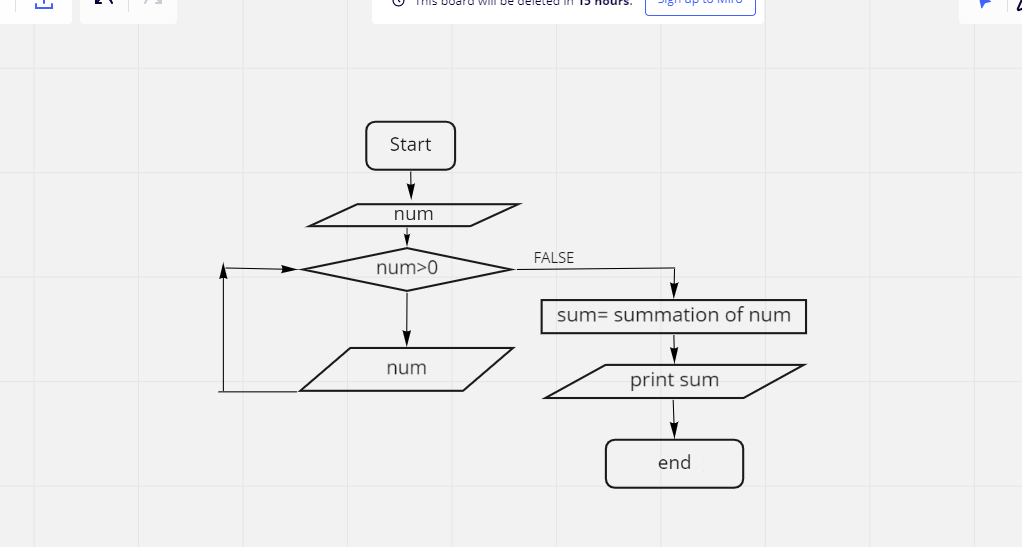 This board will be deleted in 15 hours.
Sign up to Miro
Start
num
num>0
FALSE
sum= summation of num
num
print sum
end